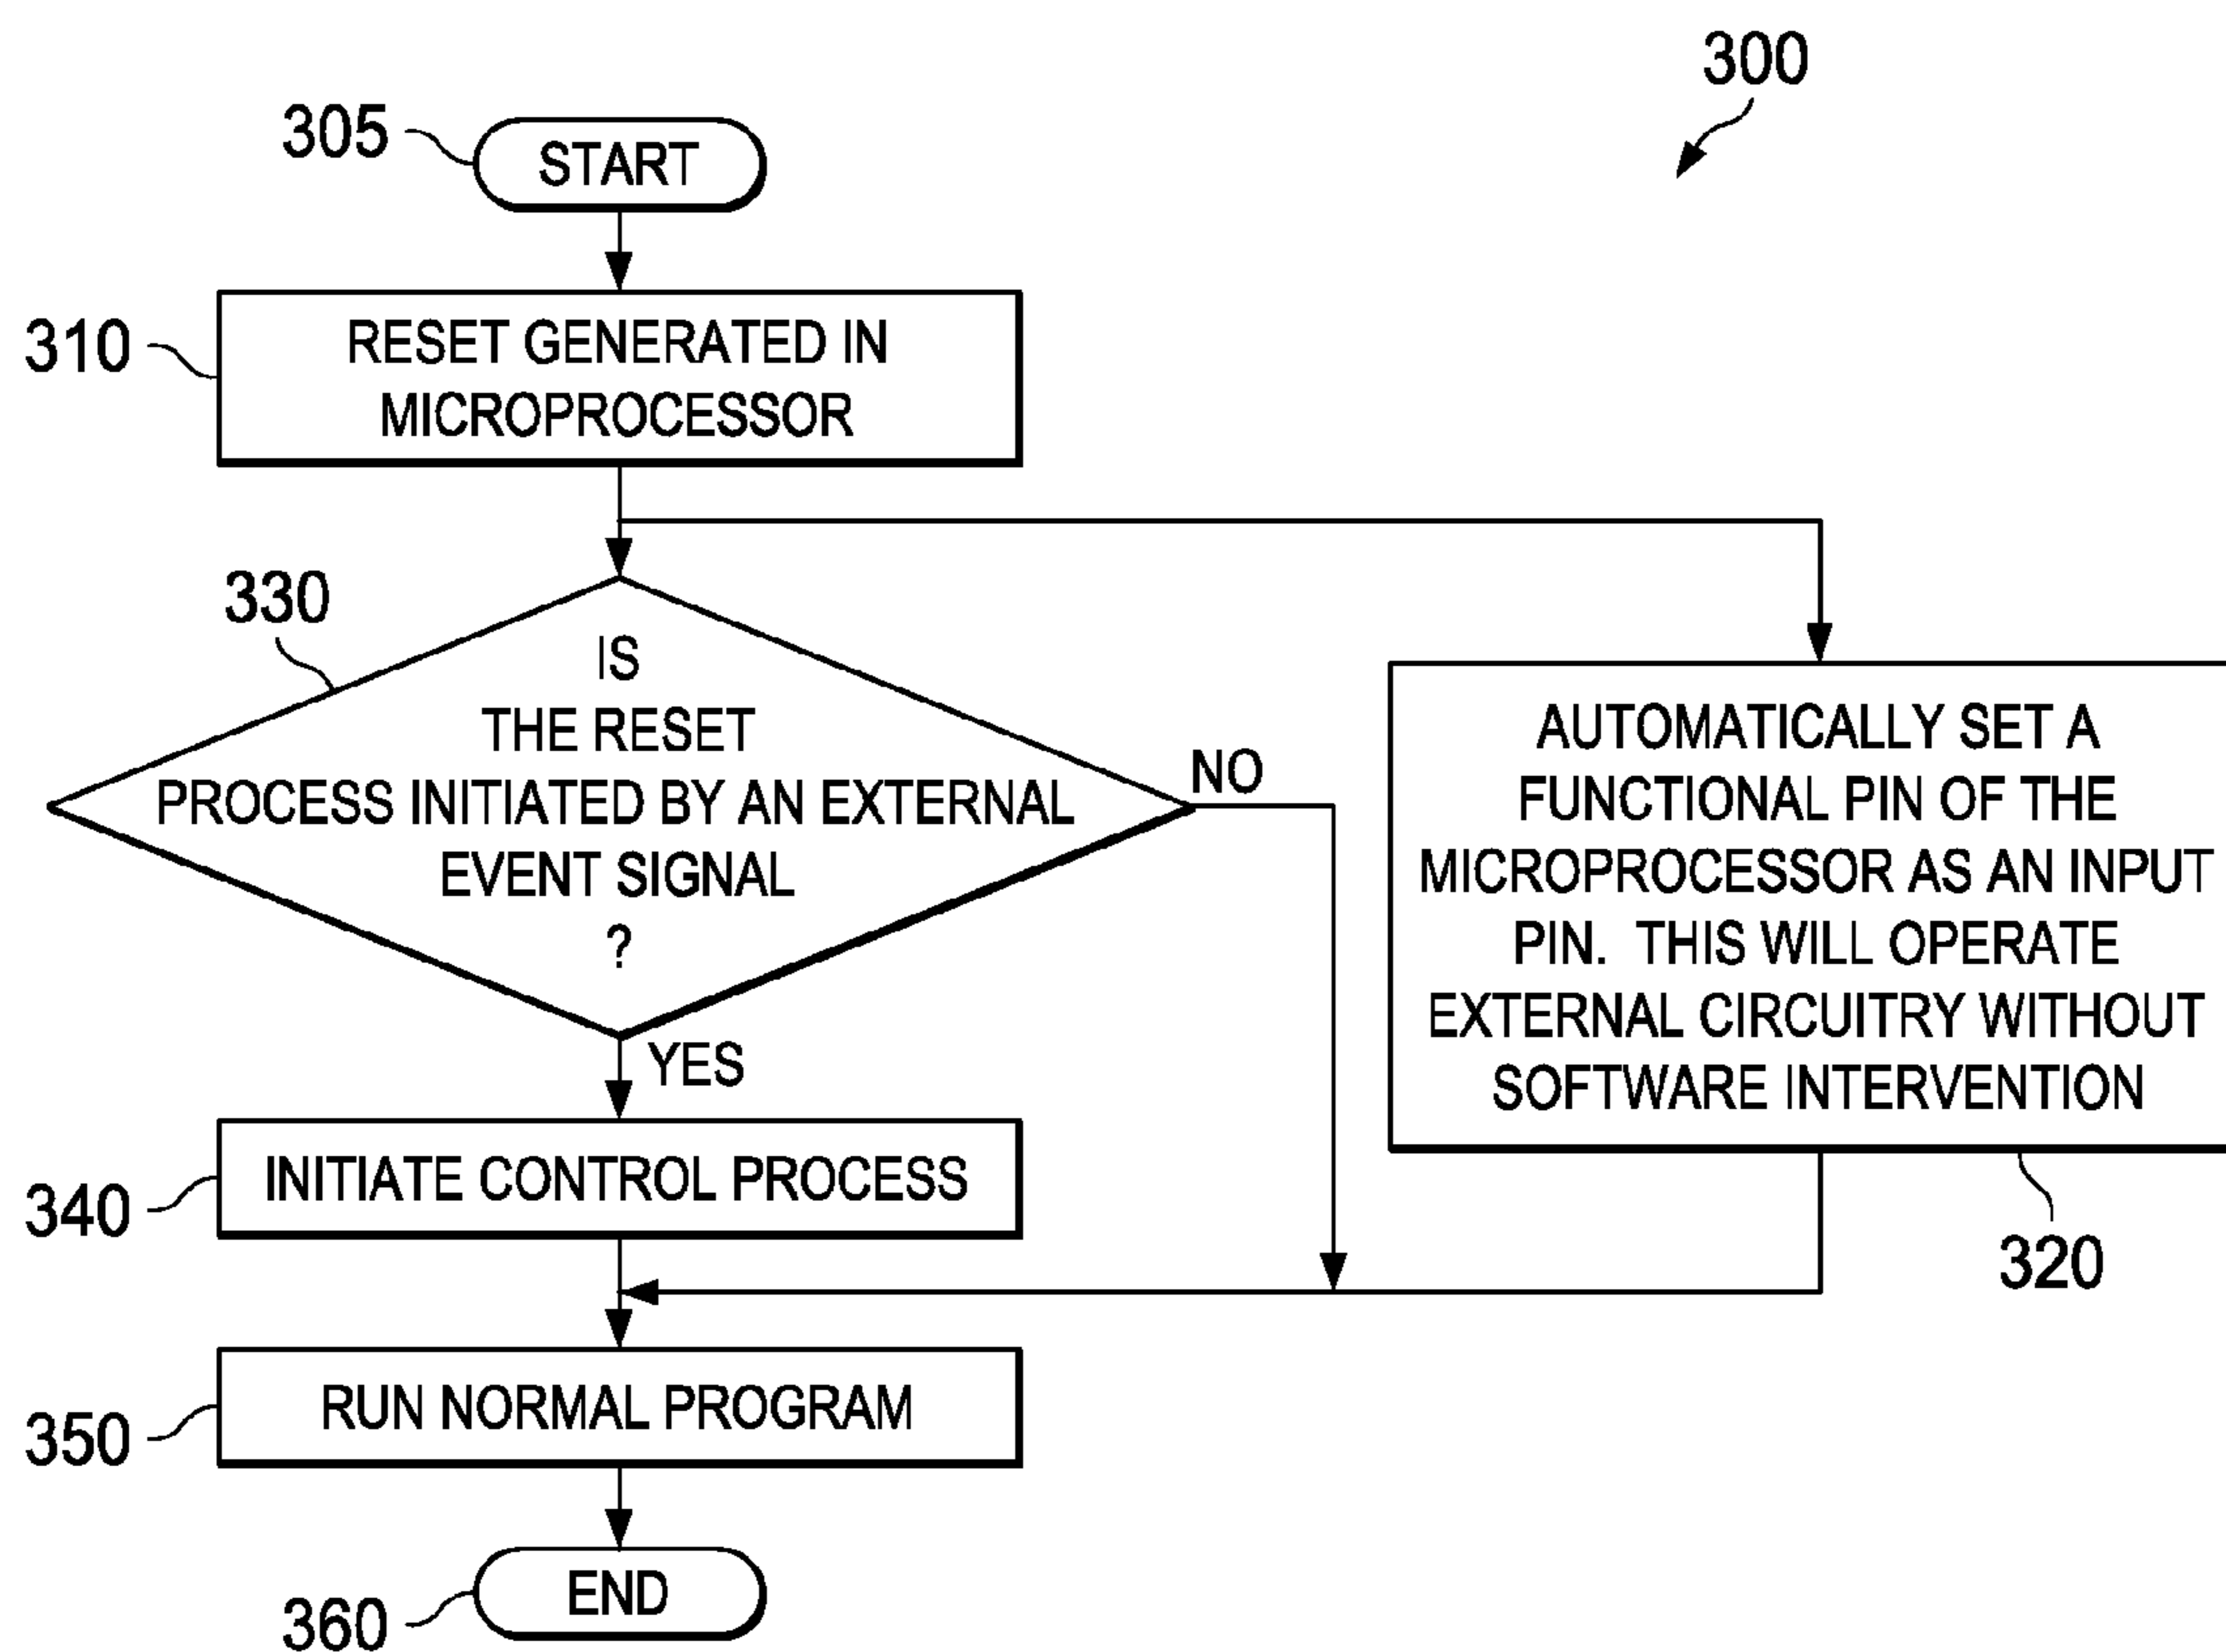 300
305
START
310
RESET GENERATED IN
MICROPROCESSOR
330
IS
THE RESET
PROCESS INITIATED BY AN EXTERNAL
EVENT SIGNAL
?
NO
YES
AUTOMATICALLY SET A
FUNCTIONAL PIN OF THE
MICROPROCESSOR AS AN INPUT
PIN. THIS WILL OPERATE
EXTERNAL CIRCUITRY WITHOUT
SOFTWARE INTERVENTION
320
340
INITIATE CONTROL PROCESS
350
RUN NORMAL PROGRAM
360
END